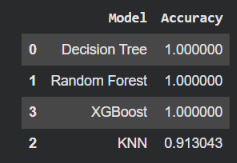 Model Accuracy
0 Decision Tree 1.000000
1 Random Forest 1.000000
3 XGBoost 1.000000
2 KNN 0.913043